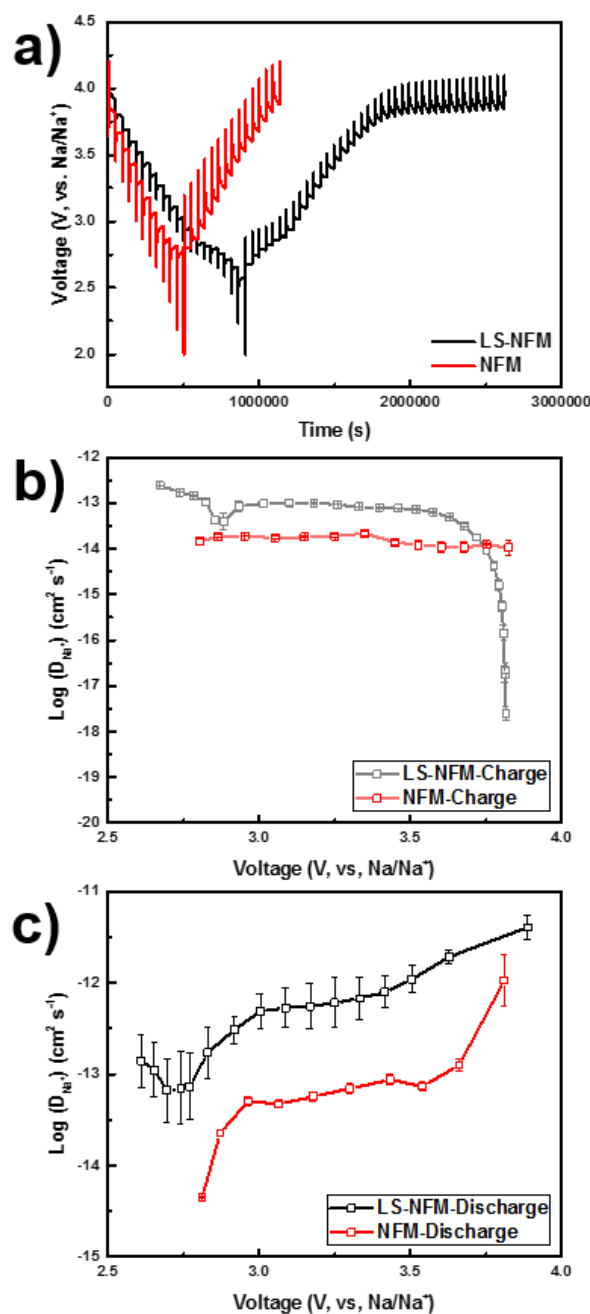 a)
4.5
4.0
3.5
3.0
2.5
2.0
Voltage (V, vs. Na/Na⁺)
LS-NFM
NFM
0 1000000 2000000 3000000
Time (s)
b)
-12
-13
-14
-15
-16
-17
-18
-19
-20
Log (D_Na⁺) (cm² s⁻¹)
LS-NFM-Charge
NFM-Charge
2.5 3.0 3.5 4.0
Voltage (V, vs, Na/Na⁺)
c)
-11
-12
-13
-14
-15
Log (D_Na⁺) (cm² s⁻¹)
LS-NFM-Discharge
NFM-Discharge
2.5 3.0 3.5 4.0
Voltage (V, vs, Na/Na⁺)